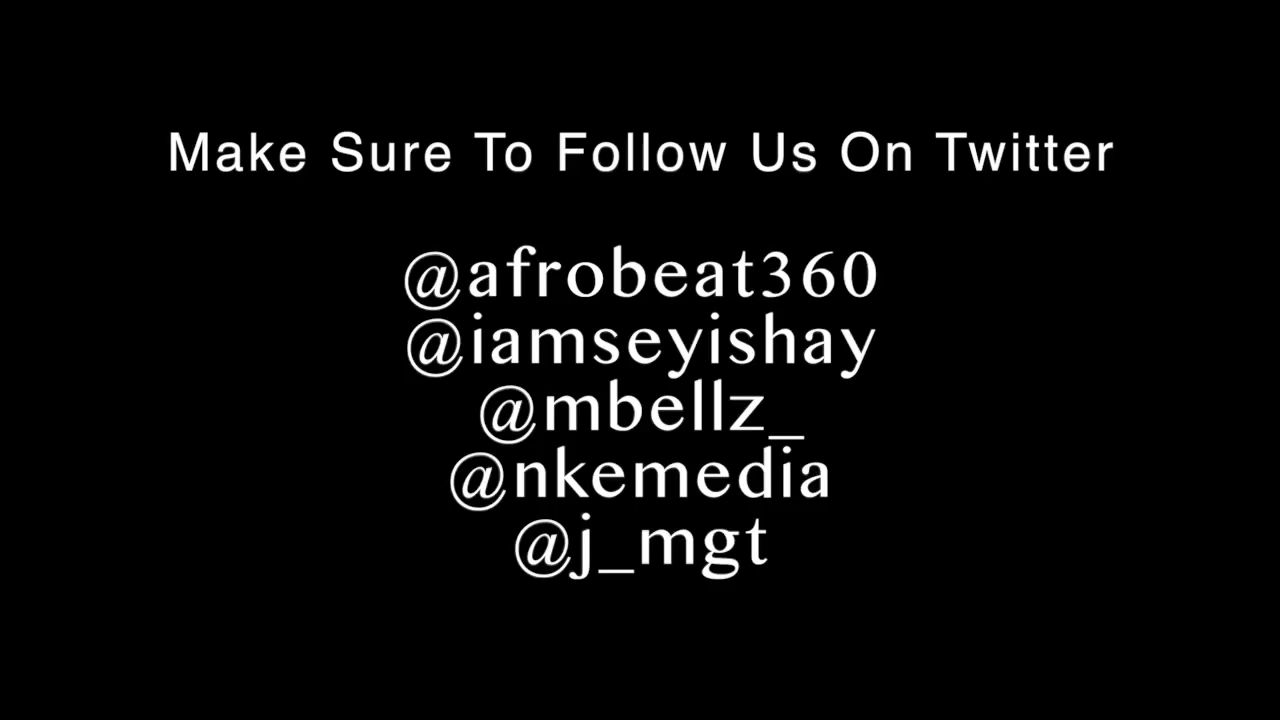 Make Sure To Follow Us On Twitter
@afrobeat360
@iamseyishay
@mbellz_
@nkemedia
@j_mgt